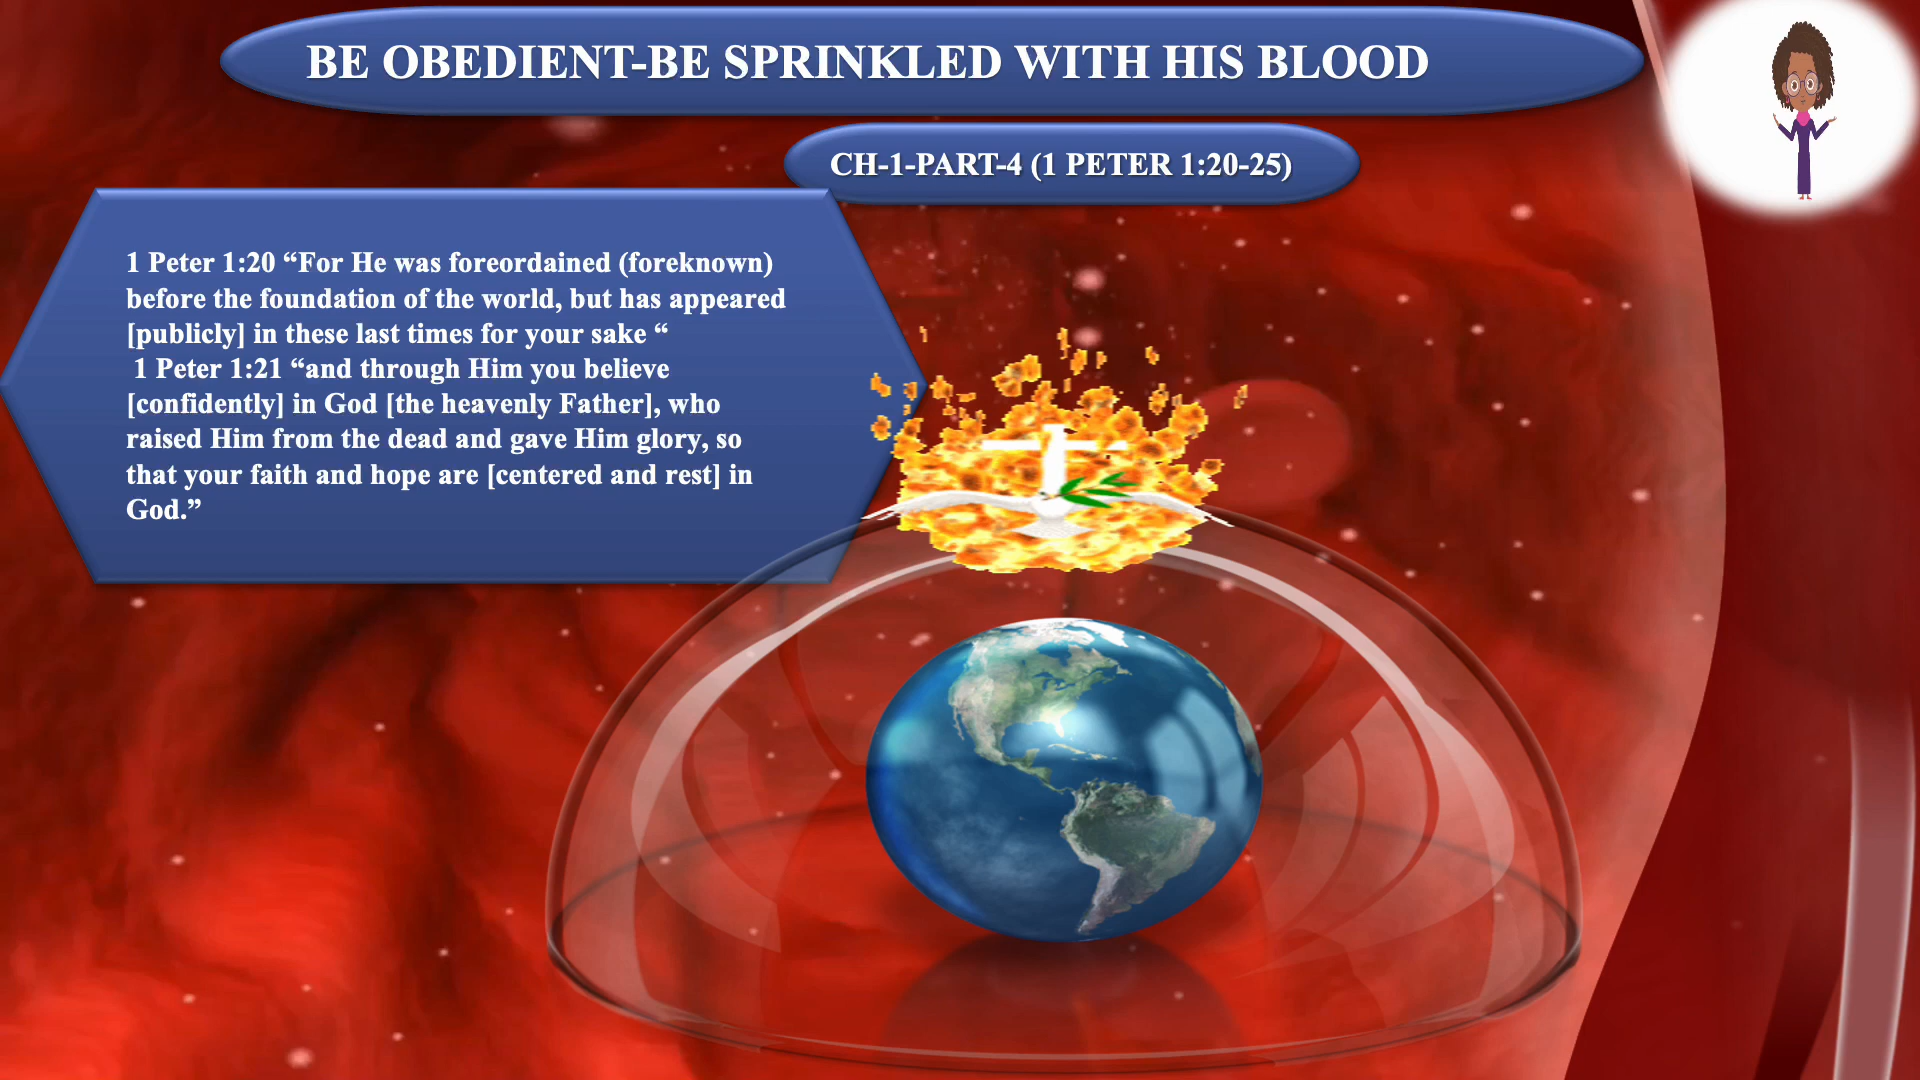 BE OBEDIENT-BE SPRINKLED WITH HIS BLOOD
CH-1-PART-4 (1 PETER 1:20-25)
1 Peter 1:20 “For He was foreordained (foreknown)
before the foundation of the world, but has appeared
[publicly] in these last times for your sake “
1 Peter 1:21 “and through Him you believe
[confidently] in God [the heavenly Father], who
raised Him from the dead and gave Him glory, so
that your faith and hope are [centered and rest] in
God.”